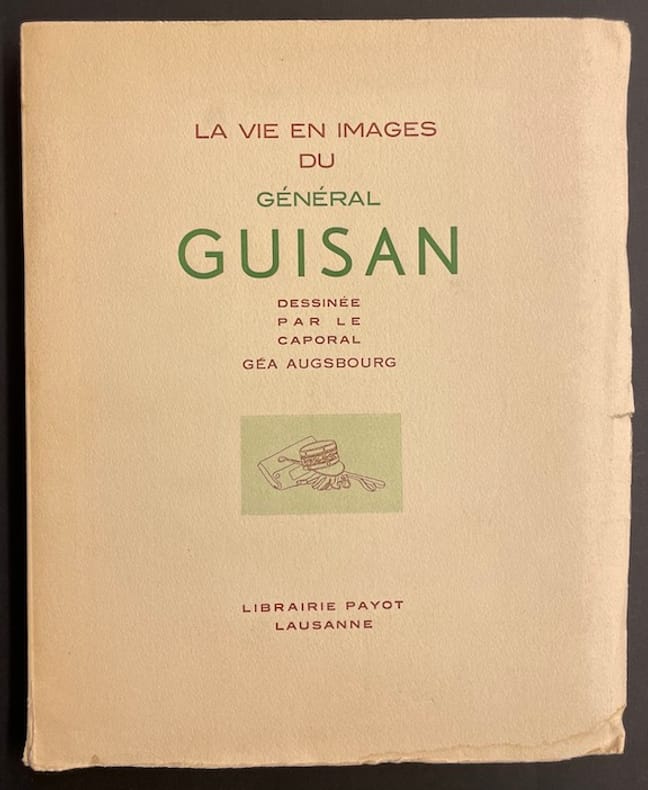 LA VIE EN IMAGES
DU
GÉNÉRAL
GUISAN
DESSINÉE
PAR LE
CAPORAL
GÉA AUGSBOURG
LIBRAIRIE PAYOT
LAUSANNE